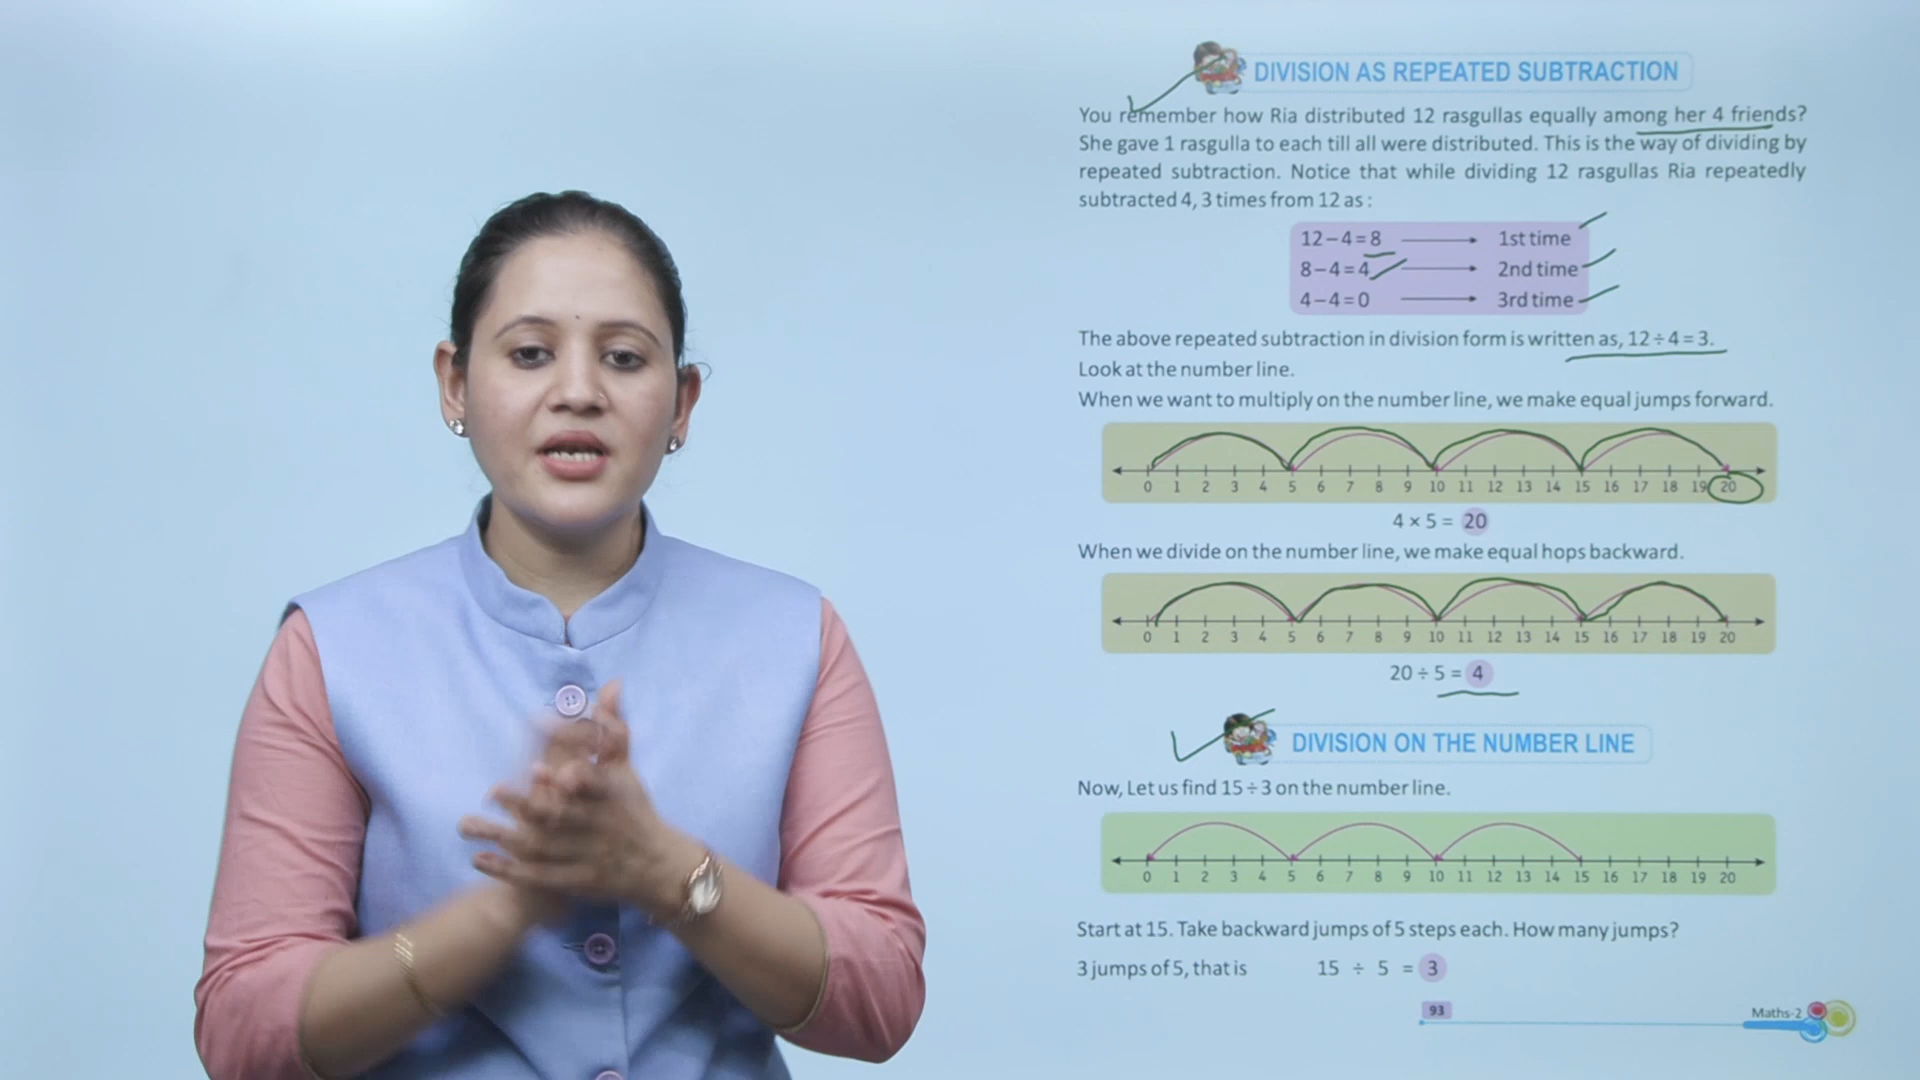 DIVISION AS REPEATED SUBTRACTION
You remember how Ria distributed 12 rasgullas equally among her 4 friends?
She gave 1 rasgulla to each till all were distributed. This is the way of dividing by
repeated subtraction. Notice that while dividing 12 rasgullas Ria repeatedly
subtracted 4, 3 times from 12 as :
12 – 4 = 8 → 1st time
8 – 4 = 4 → 2nd time
4 – 4 = 0 → 3rd time
The above repeated subtraction in division form is written as, 12 ÷ 4 = 3.
Look at the number line.
When we want to multiply on the number line, we make equal jumps forward.
0 1 2 3 4 5 6 7 8 9 10 11 12 13 14 15 16 17 18 19 20
4 × 5 = 20
When we divide on the number line, we make equal hops backward.
0 1 2 3 4 5 6 7 8 9 10 11 12 13 14 15 16 17 18 19 20
20 ÷ 5 = 4
DIVISION ON THE NUMBER LINE
Now, Let us find 15 ÷ 3 on the number line.
0 1 2 3 4 5 6 7 8 9 10 11 12 13 14 15 16 17 18 19 20
Start at 15. Take backward jumps of 5 steps each. How many jumps?
3 jumps of 5, that is 15 ÷ 5 = 3
93
Maths-2